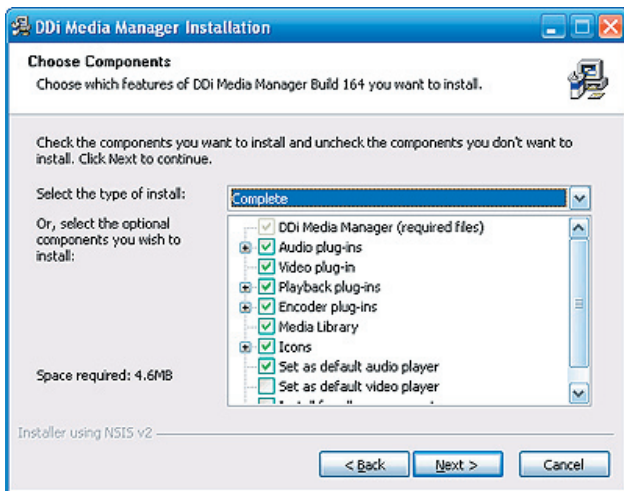 DDi Media Manager Installation
Choose Components
Choose which features of DDi Media Manager Build 164 you want to install.
Check the components you want to install and uncheck the components you don't want to
install. Click Next to continue.
Select the type of install:
Complete
Or, select the optional
components you wish to
install:
DDi Media Manager (required files)
Audio plug-ins
Video plug-in
Playback plug-ins
Encoder plug-ins
Media Library
Icons
Set as default audio player
Set as default video player
Space required: 4.6MB
Installer using NSIS v2
< Back
Next >
Cancel